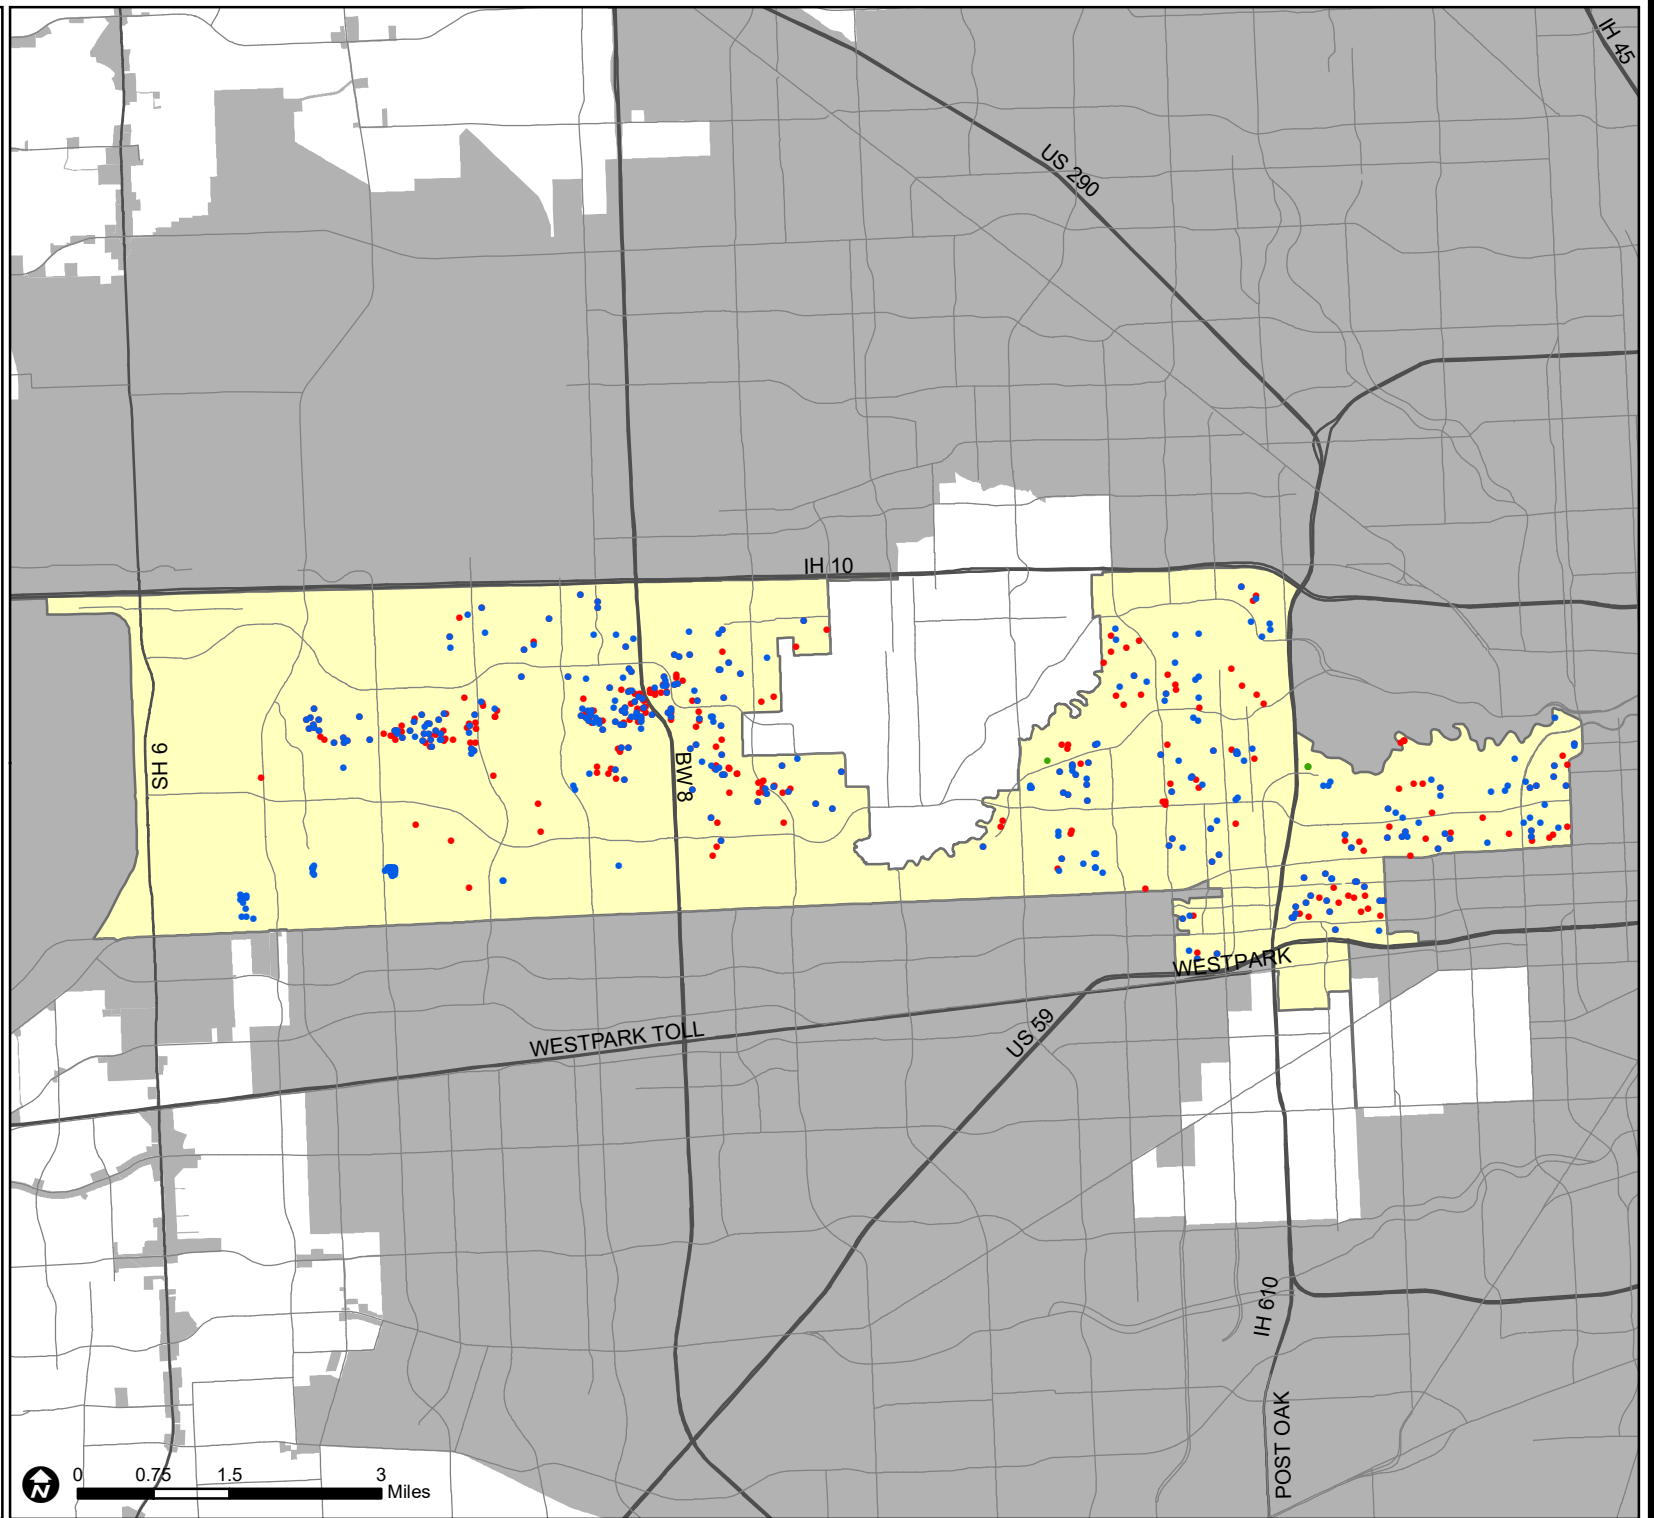 IH 45
US 290
IH 10
SH 6
BW 8
WESTPARK
WESTPARK TOLL
US 59
IH 610
POST OAK
N
0 0.75 1.5 3
Miles